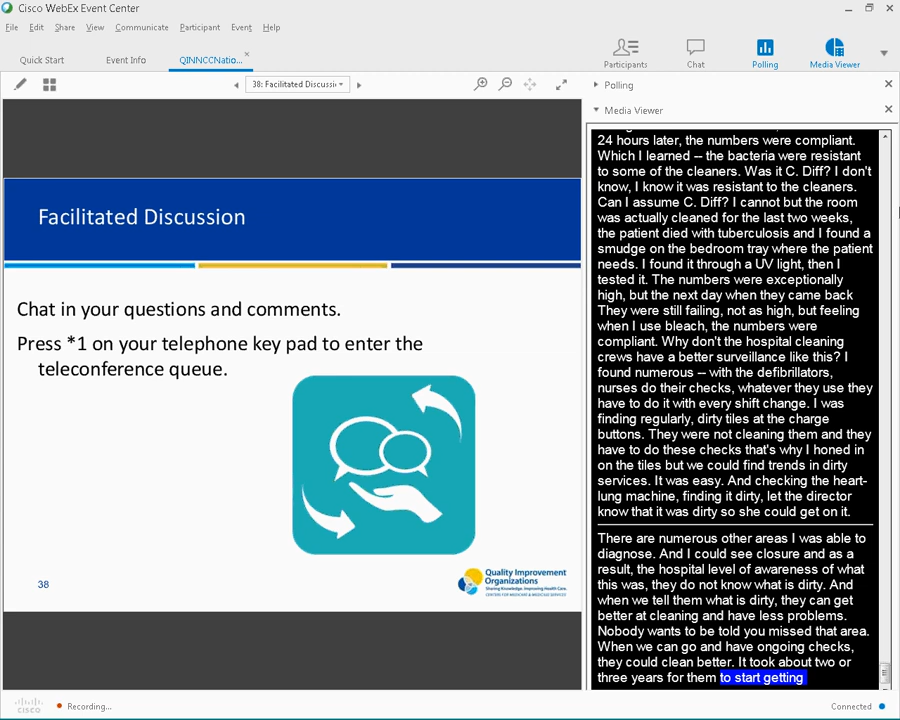 Cisco WebEx Event Center
File Edit Share View Communicate Participant Event Help
Quick Start Event Info QINNCCNatio...
Participants Chat Polling Media Viewer
38: Facilitated Discussi
Polling
Media Viewer
24 hours later, the numbers were compliant.
Which I learned -- the bacteria were resistant
to some of the cleaners. Was it C. Diff? I don't
know, I know it was resistant to the cleaners.
Can I assume C. Diff? I cannot but the room
was actually cleaned for the last two weeks,
the patient died with tuberculosis and I found a
smudge on the bedroom tray where the patient
needs. I found it through a UV light, then I
tested it. The numbers were exceptionally
high, but the next day when they came back
They were still failing, not as high, but feeling
when I use bleach, the numbers were
compliant. Why don't the hospital cleaning
crews have a better surveillance like this? I
found numerous -- with the defibrillators,
nurses do their checks, whatever they use they
have to do it with every shift change. I was
finding regularly, dirty tiles at the charge
buttons. They were not cleaning them and they
have to do these checks that's why I honed in
on the tiles but we could find trends in dirty
services. It was easy. And checking the heart-
lung machine, finding it dirty, let the director
know that it was dirty so she could get on it.
There are numerous other areas I was able to
diagnose. And I could see closure and as a
result, the hospital level of awareness of what
this was, they do not know what is dirty. And
when we tell them what is dirty, they can get
better at cleaning and have less problems.
Nobody wants to be told you missed that area.
When we can go and have ongoing checks,
they could clean better. It took about two or
three years for them to start getting
Facilitated Discussion
Chat in your questions and comments.
Press *1 on your telephone key pad to enter the
teleconference queue.
38
Quality Improvement
Organizations
Sharing Knowledge. Improving Health Care.
CENTERS FOR MEDICARE & MEDICAID SERVICES
cisco
Recording...
Connected